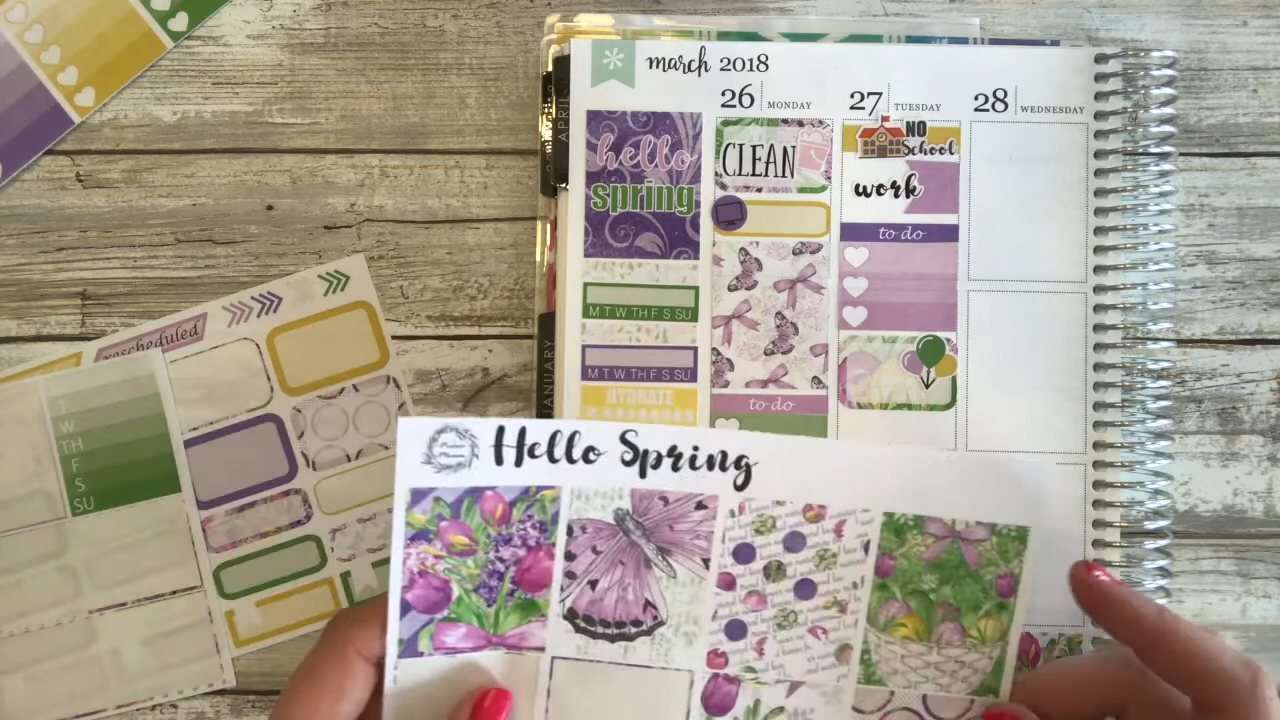 march 2018
26 MONDAY
27 TUESDAY
28 WEDNESDAY
APRIL
JANUARY
hello
spring
M T W TH F S SU
M T W TH F S SU
HYDRATE
CLEAN
to do
NO
School
work
to do
rescheduled
T
W
TH
F
S
SU
Hello Spring